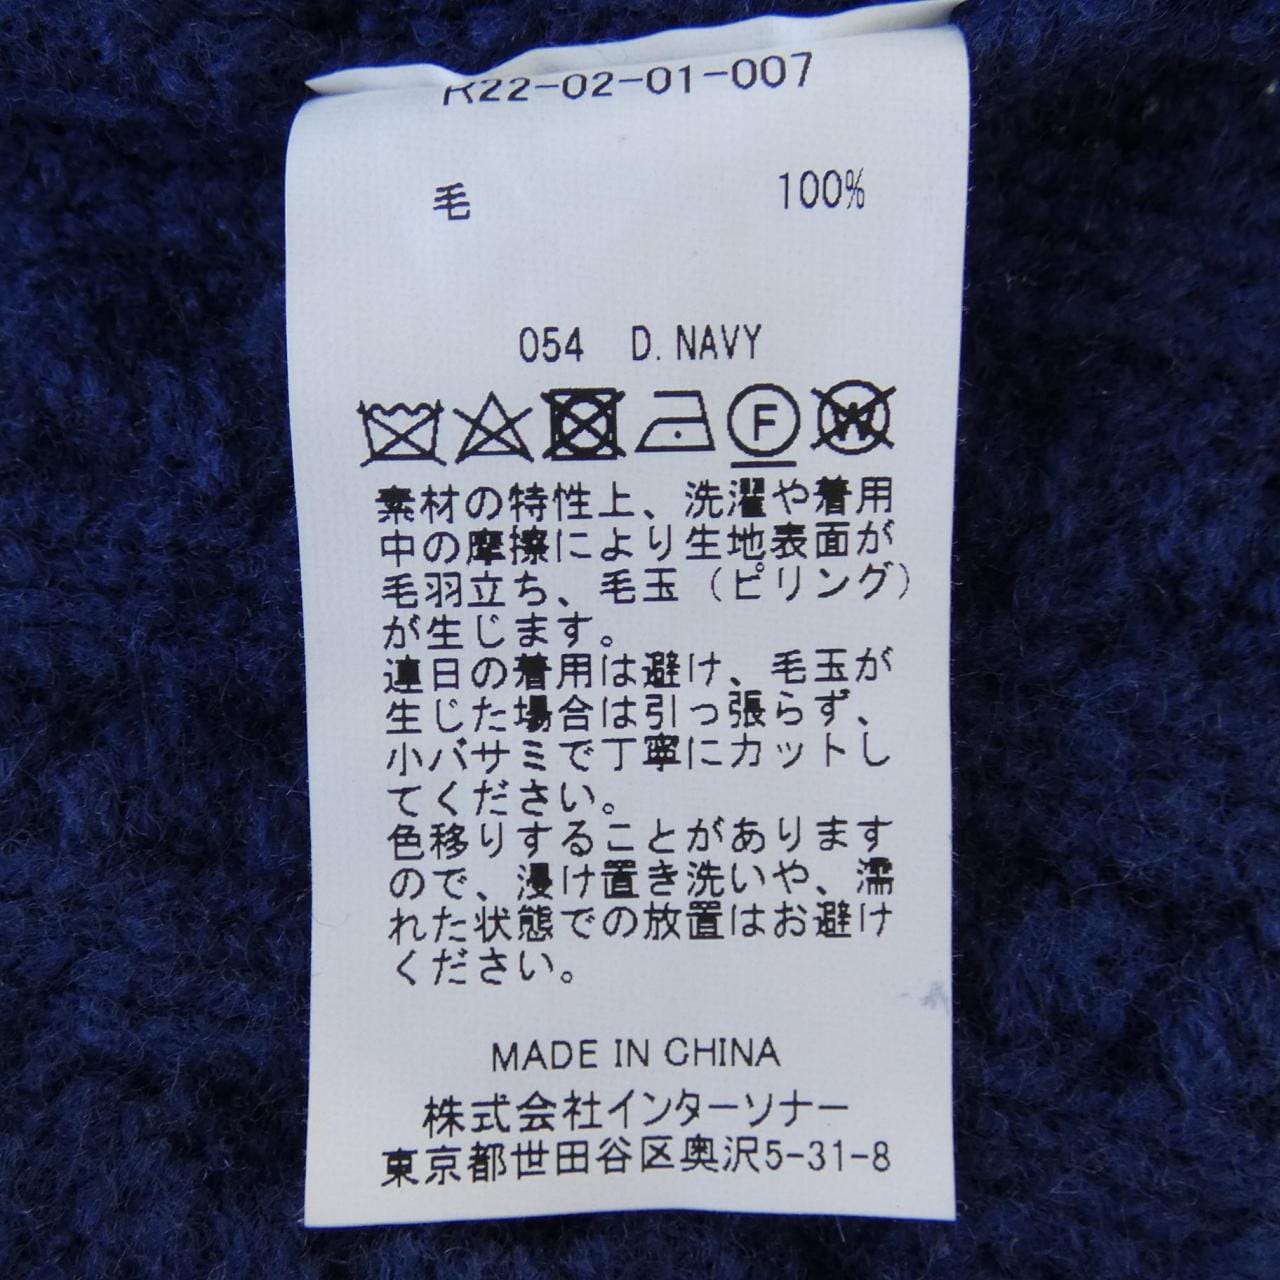 R22-02-01-007
毛 100%
054 D.NAVY
F W
素材の特性上、洗濯や着用
中の摩擦により生地表面が
毛羽立ち、毛玉（ピリング）
が生じます。
連日の着用は避け、毛玉が
生じた場合は引っ張らず、
小バサミで丁寧にカットし
てください。
色移りすることがあります
ので、浸け置き洗いや、濡
れた状態での放置はお避け
ください。
MADE IN CHINA
株式会社インターソナー
東京都世田谷区奥沢5-31-8